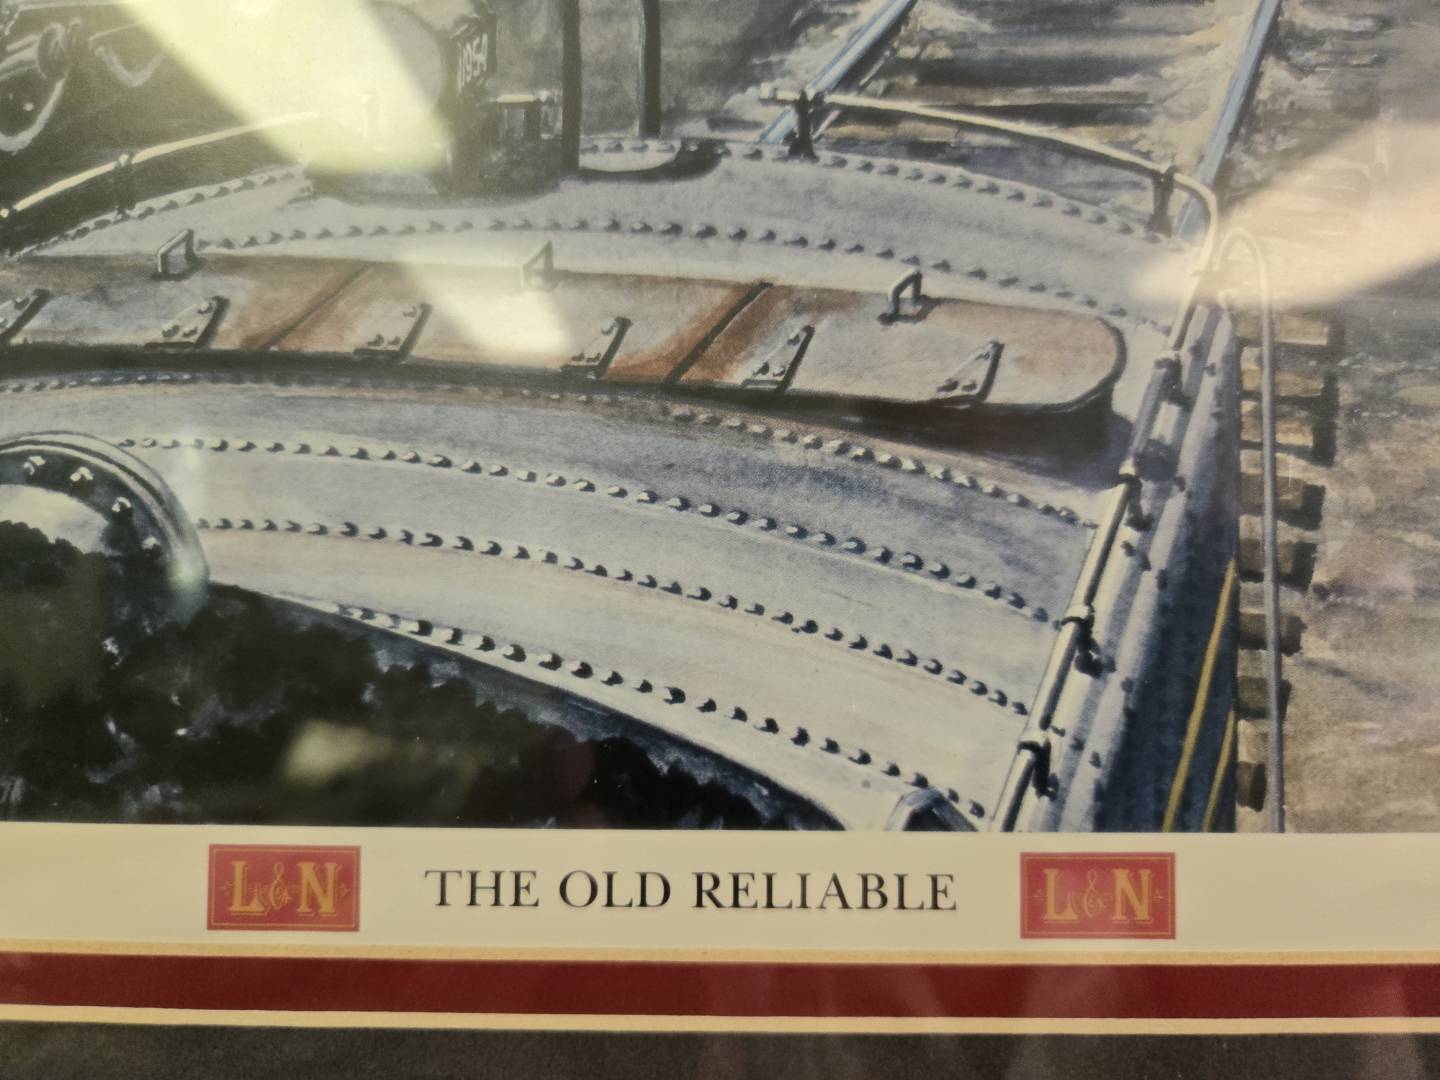 1954
L&N THE OLD RELIABLE L&N